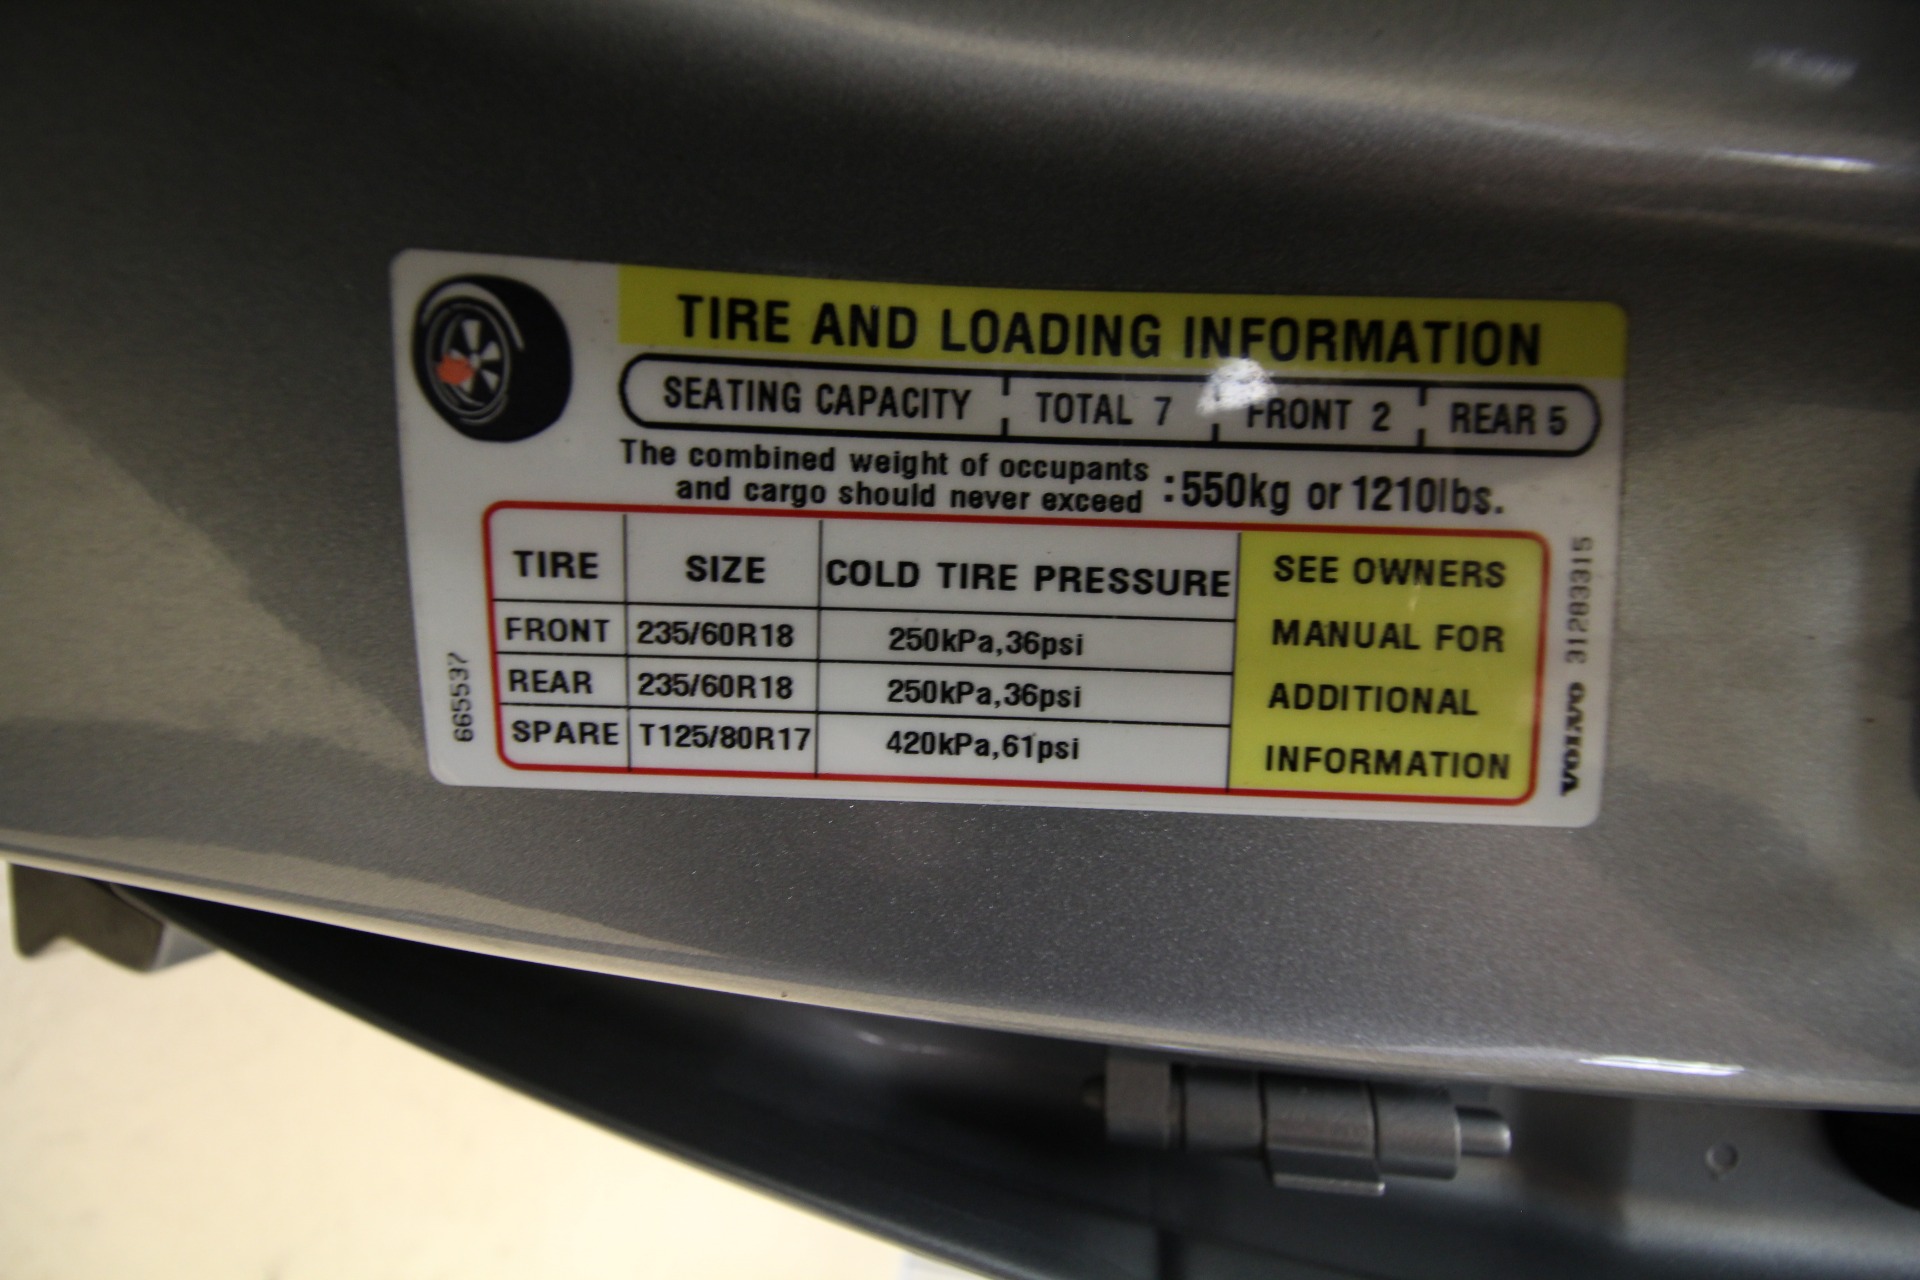 TIRE AND LOADING INFORMATION
SEATING CAPACITY TOTAL 7 FRONT 2 REAR 5
The combined weight of occupants
and cargo should never exceed :550kg or 1210lbs.
TIRE SIZE COLD TIRE PRESSURE
FRONT 235/60R18 250kPa,36psi
REAR 235/60R18 250kPa,36psi
SPARE T125/80R17 420kPa,61psi
SEE OWNERS
MANUAL FOR
ADDITIONAL
INFORMATION
665537
VOLVO 31283315